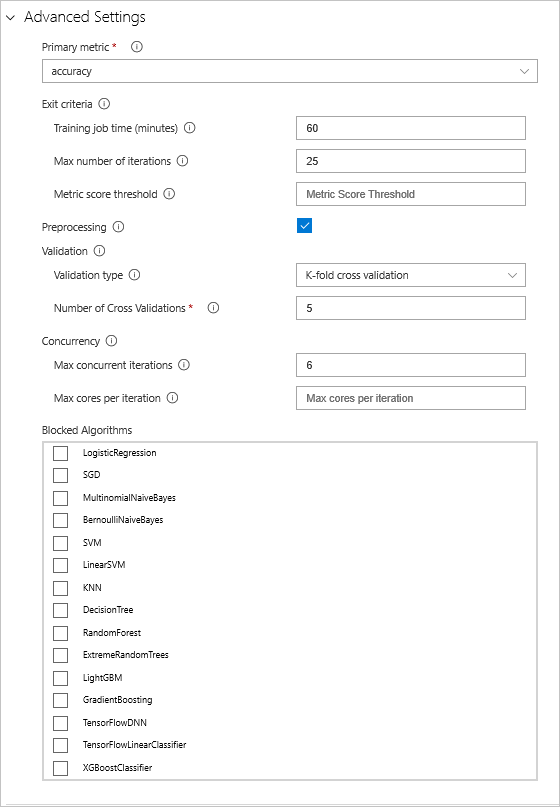 Advanced Settings
Primary metric *
accuracy
Exit criteria
Training job time (minutes) 60
Max number of iterations 25
Metric score threshold Metric Score Threshold
Preprocessing
Validation
Validation type K-fold cross validation
Number of Cross Validations * 5
Concurrency
Max concurrent iterations 6
Max cores per iteration Max cores per iteration
Blocked Algorithms
LogisticRegression
SGD
MultinomialNaiveBayes
BernoulliNaiveBayes
SVM
LinearSVM
KNN
DecisionTree
RandomForest
ExtremeRandomTrees
LightGBM
GradientBoosting
TensorFlowDNN
TensorFlowLinearClassifier
XGBoostClassifier